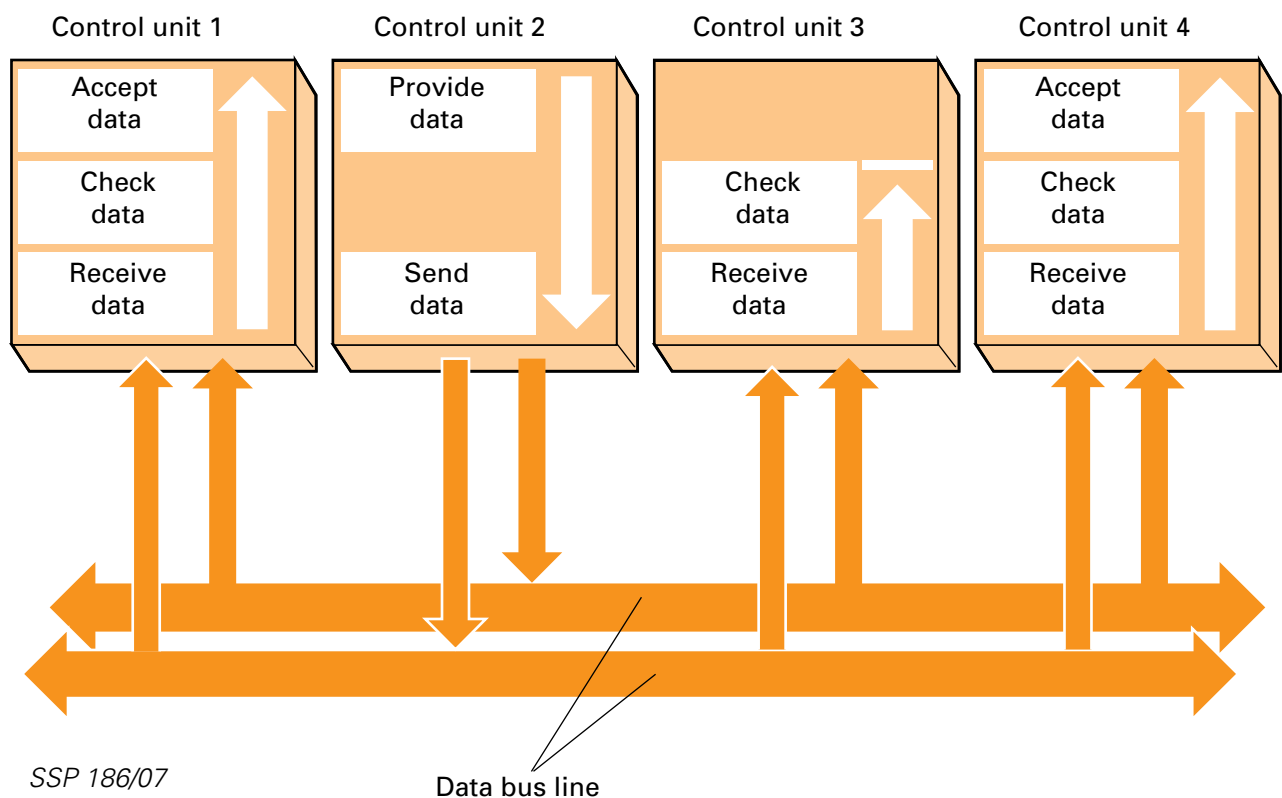 Control unit 1
Control unit 2
Control unit 3
Control unit 4
Accept
data
Check
data
Receive
data
Provide
data
Send
data
Check
data
Receive
data
Accept
data
Check
data
Receive
data
SSP 186/07
Data bus line